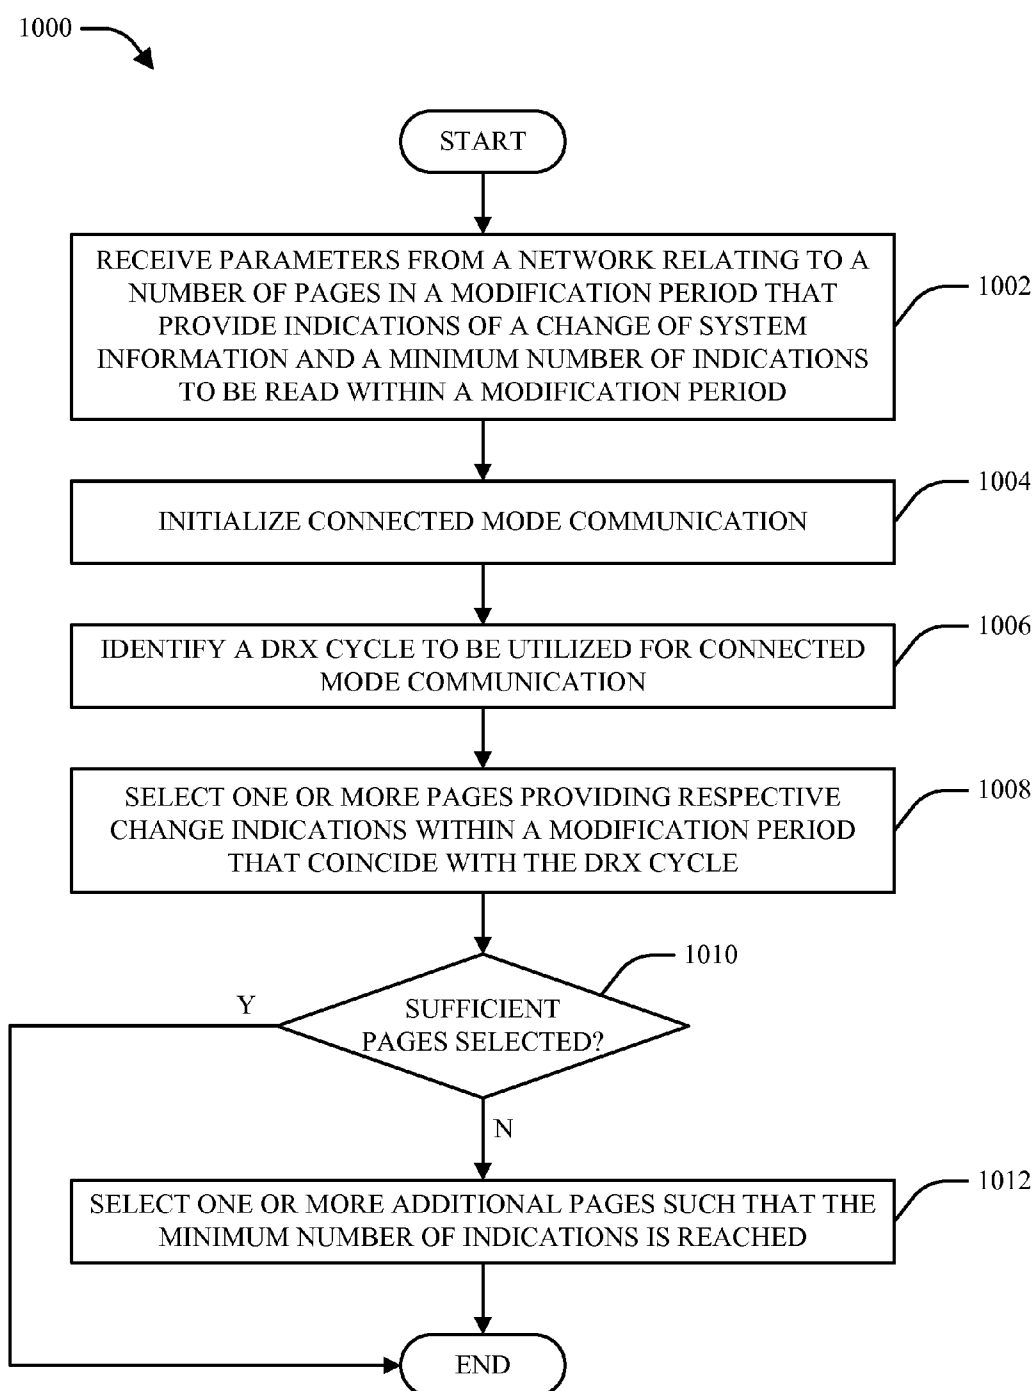 1000
START
RECEIVE PARAMETERS FROM A NETWORK RELATING TO A
NUMBER OF PAGES IN A MODIFICATION PERIOD THAT
PROVIDE INDICATIONS OF A CHANGE OF SYSTEM
INFORMATION AND A MINIMUM NUMBER OF INDICATIONS
TO BE READ WITHIN A MODIFICATION PERIOD
1002
INITIALIZE CONNECTED MODE COMMUNICATION
1004
IDENTIFY A DRX CYCLE TO BE UTILIZED FOR CONNECTED
MODE COMMUNICATION
1006
SELECT ONE OR MORE PAGES PROVIDING RESPECTIVE
CHANGE INDICATIONS WITHIN A MODIFICATION PERIOD
THAT COINCIDE WITH THE DRX CYCLE
1008
SUFFICIENT
PAGES SELECTED?
1010
Y
N
SELECT ONE OR MORE ADDITIONAL PAGES SUCH THAT THE
MINIMUM NUMBER OF INDICATIONS IS REACHED
1012
END